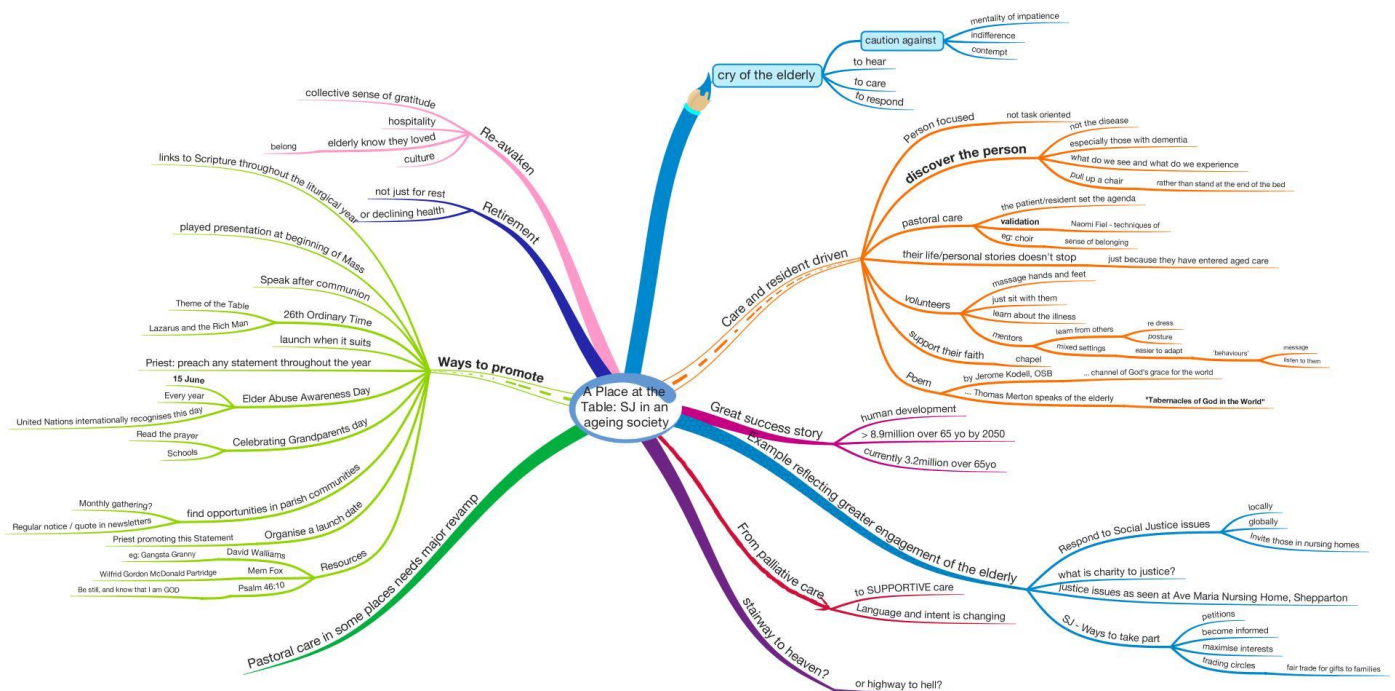 A Place at the
Table: SJ in an
ageing society
cry of the elderly
caution against
mentality of impatience
indifference
contempt
to hear
to care
to respond
Care and resident driven
Person focused
not task oriented
discover the person
not the disease
especially those with dementia
what do we see and what do we experience
pull up a chair
rather than stand at the end of the bed
pastoral care
the patient/resident set the agenda
validation
Naomi Fiel - techniques of
eg: choir
sense of belonging
their life/personal stories doesn't stop
just because they have entered aged care
volunteers
massage hands and feet
just sit with them
learn about the illness
mentors
learn from others
re dress
posture
mixed settings
easier to adapt
'behaviours'
message
listen to them
support their faith
chapel
Poem
by Jerome Kodell, OSB
... channel of God's grace for the world
... Thomas Merton speaks of the elderly
"Tabernacles of God in the World"
Great success story
human development
> 8.9million over 65 yo by 2050
currently 3.2million over 65yo
Example reflecting greater engagement of the elderly
Respond to Social Justice issues
locally
globally
Invite those in nursing homes
what is charity to justice?
justice issues as seen at Ave Maria Nursing Home, Shepparton
SJ - Ways to take part
petitions
become informed
maximise interests
trading circles
fair trade for gifts to families
From palliative care
to SUPPORTIVE care
Language and intent is changing
stairway to heaven?
or highway to hell?
Pastoral care in some places needs major revamp
Ways to promote
links to Scripture throughout the liturgical year
played presentation at beginning of Mass
Speak after communion
26th Ordinary Time
Theme of the Table
Lazarus and the Rich Man
launch when it suits
Priest: preach any statement throughout the year
Elder Abuse Awareness Day
15 June
Every year
United Nations internationally recognises this day
Celebrating Grandparents day
Read the prayer
Schools
find opportunities in parish communities
Monthly gathering?
Regular notice / quote in newsletters
Organise a launch date
Priest promoting this Statement
Resources
David Walliams
eg: Gangsta Granny
Mem Fox
Wilfrid Gordon McDonald Partridge
Psalm 46:10
Be still, and know that I am GOD
Retirement
not just for rest
or declining health
Re-awaken
collective sense of gratitude
hospitality
elderly know they loved
belong
culture